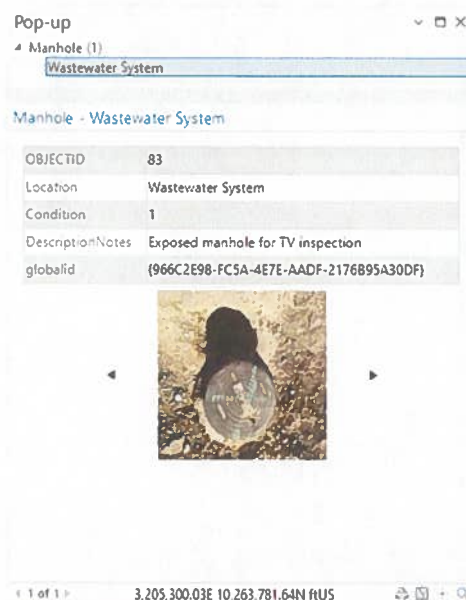 Pop-up
Manhole (1)
Wastewater System
Manhole - Wastewater System
OBJECTID 83
Location Wastewater System
Condition 1
DescriptionNotes Exposed manhole for TV inspection
globalid {966C2E98-FC5A-4E7E-AADF-2176B95A30DF}
1 of 1
3,205,300.03E 10,263,781.64N ftUS